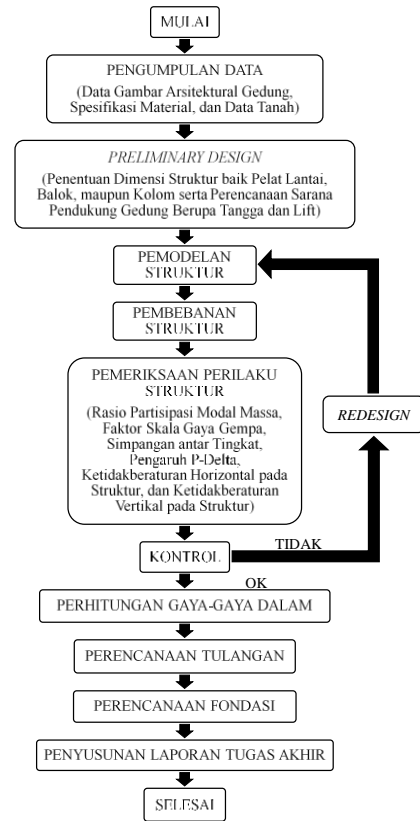 MULAI
PENGUMPULAN DATA
(Data Gambar Arsitektural Gedung,
Spesifikasi Material, dan Data Tanah)
PRELIMINARY DESIGN
(Penentuan Dimensi Struktur baik Pelat Lantai,
Balok, maupun Kolom serta Perencanaan Sarana
Pendukung Gedung Berupa Tangga dan Lift)
PEMODELAN
STRUKTUR
PEMBEBANAN
STRUKTUR
PEMERIKSAAN PERILAKU
STRUKTUR
(Rasio Partisipasi Modal Massa,
Faktor Skala Gaya Gempa,
Simpangan antar Tingkat,
Pengaruh P-Delta,
Ketidakberaturan Horizontal pada
Struktur, dan Ketidakberaturan
Vertikal pada Struktur)
REDESIGN
KONTROL
TIDAK
OK
PERHITUNGAN GAYA-GAYA DALAM
PERENCANAAN TULANGAN
PERENCANAAN FONDASI
PENYUSUNAN LAPORAN TUGAS AKHIR
SELESAI